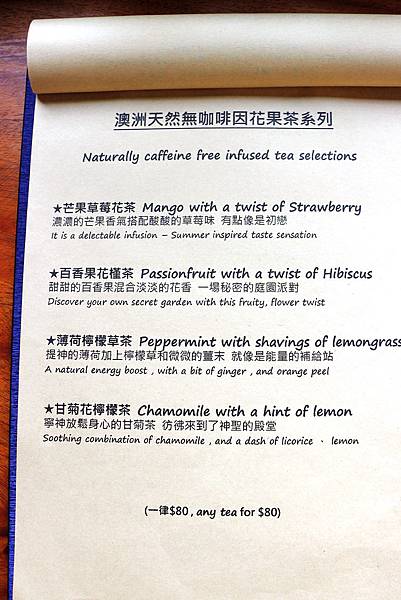 澳洲天然無咖啡因花果茶系列
Naturally caffeine free infused tea selections
★芒果草莓花茶 Mango with a twist of Strawberry
濃濃的芒果香氣搭配酸酸的草莓味 有點像是初戀
It is a delectable infusion – Summer inspired taste sensation
★百香果花槿茶 Passionfruit with a twist of Hibiscus
甜甜的百香果混合淡淡的花香 一場秘密的庭園派對
Discover your own secret garden with this fruity, flower twist
★薄荷檸檬草茶 Peppermint with shavings of lemongrass
提神的薄荷加上檸檬草和微微的薑末 就像是能量的補給站
A natural energy boost , with a bit of ginger , and orange peel
★甘菊花檸檬茶 Chamomile with a hint of lemon
寧神放鬆身心的甘菊茶 彷彿來到了神聖的殿堂
Soothing combination of chamomile , and a dash of licorice 、 lemon
(一律$80 , any tea for $80)